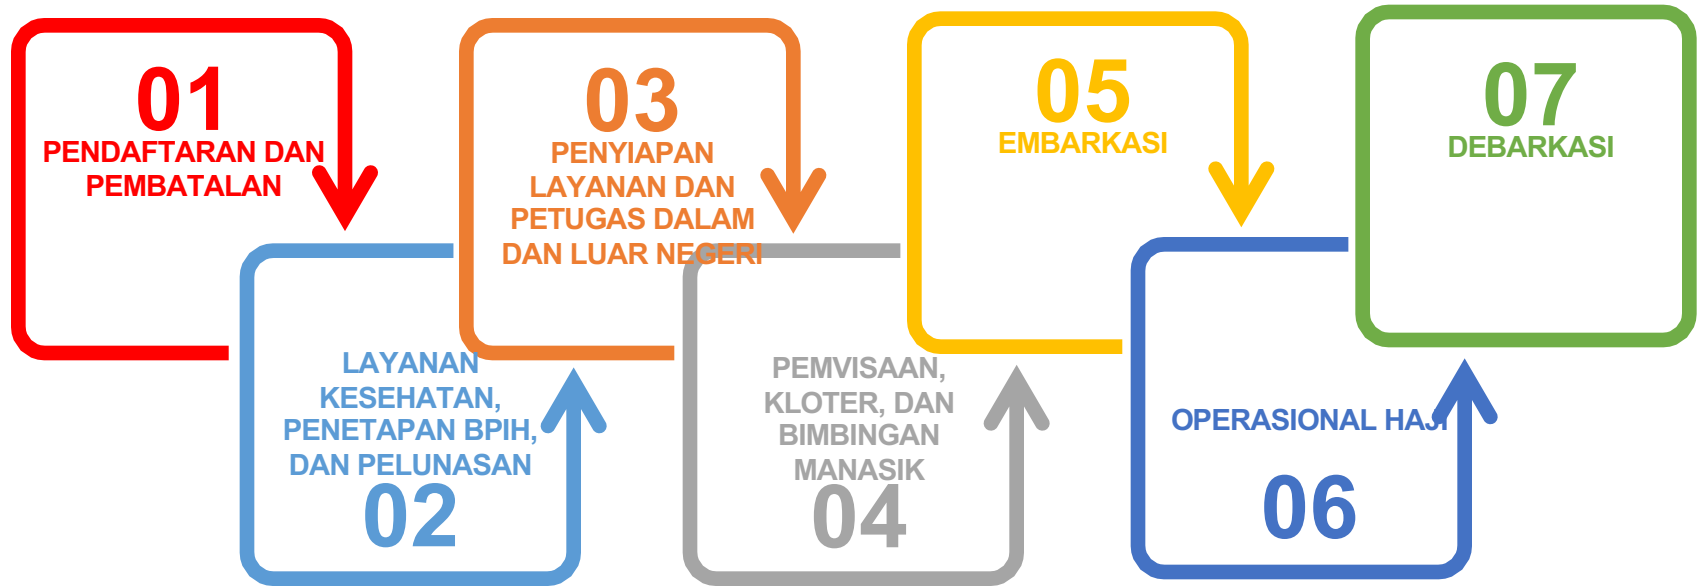 01
PENDAFTARAN DAN
PEMBATALAN
LAYANAN
KESEHATAN,
PENETAPAN BPIH,
DAN PELUNASAN
02
03
PENYIAPAN
LAYANAN DAN
PETUGAS DALAM
DAN LUAR NEGERI
PEMVISAAN,
KLOTER, DAN
BIMBINGAN
MANASIK
04
05
EMBARKASI
OPERASIONAL HAJI
06
07
DEBARKASI